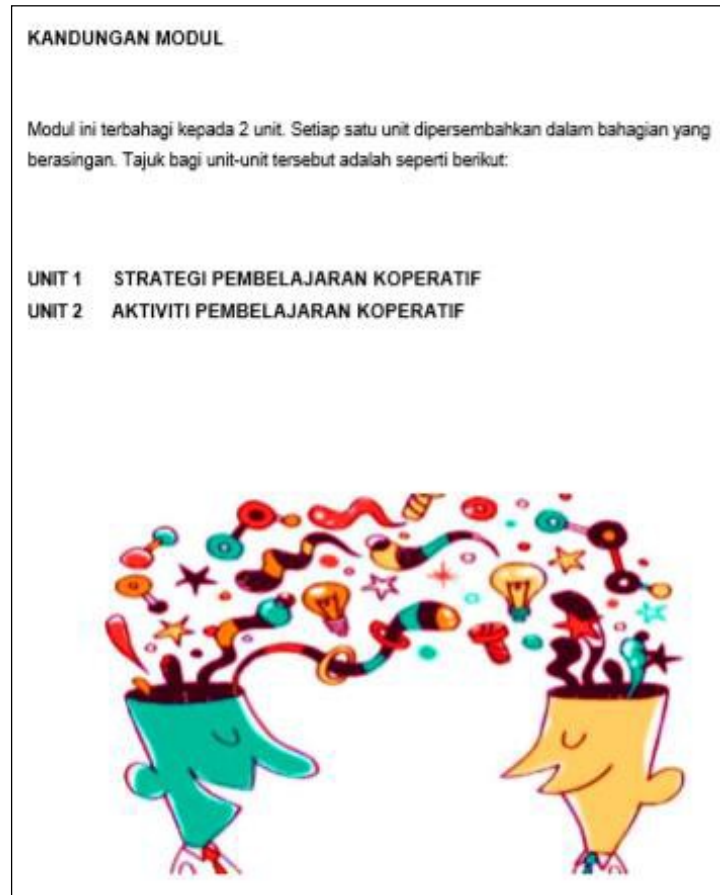 KANDUNGAN MODUL
Modul ini terbahagi kepada 2 unit. Setiap satu unit dipersembahkan dalam bahagian yang
berasingan. Tajuk bagi unit-unit tersebut adalah seperti berikut:
UNIT 1 STRATEGI PEMBELAJARAN KOPERATIF
UNIT 2 AKTIVITI PEMBELAJARAN KOPERATIF